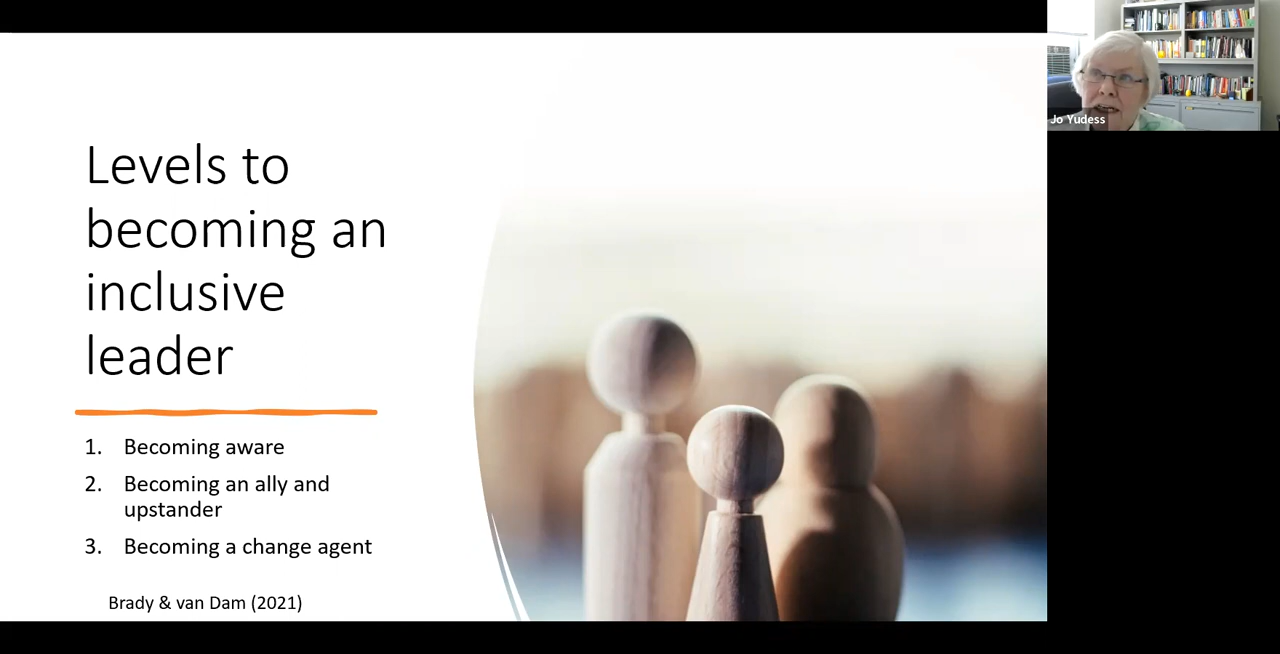 Levels to
becoming an
inclusive
leader
1. Becoming aware
2. Becoming an ally and
upstander
3. Becoming a change agent
Brady & van Dam (2021)
Jo Yudess